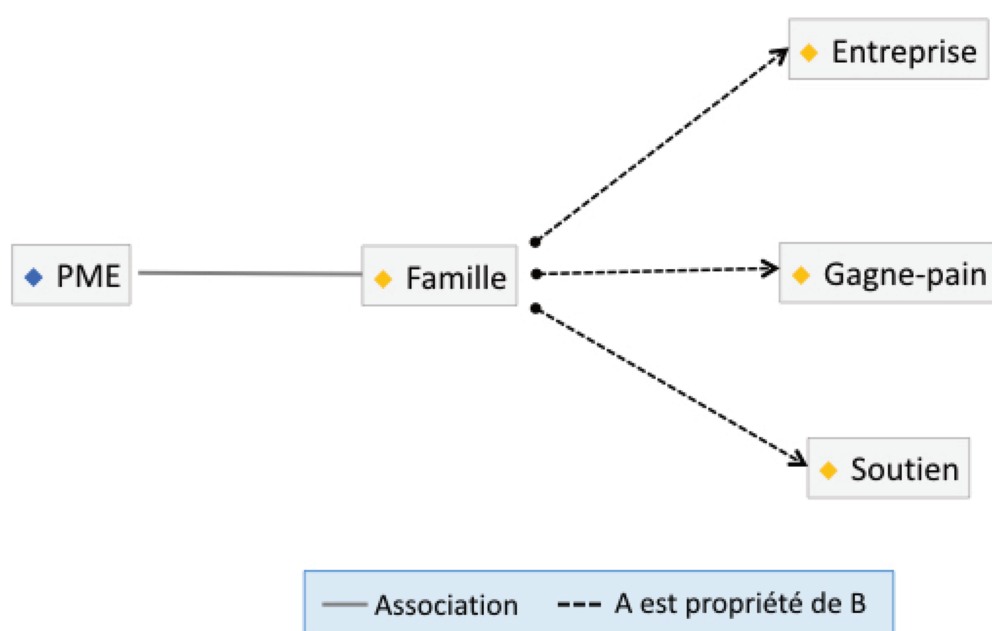 Entreprise
PME
Famille
Gagne-pain
Soutien
Association
A est propriété de B